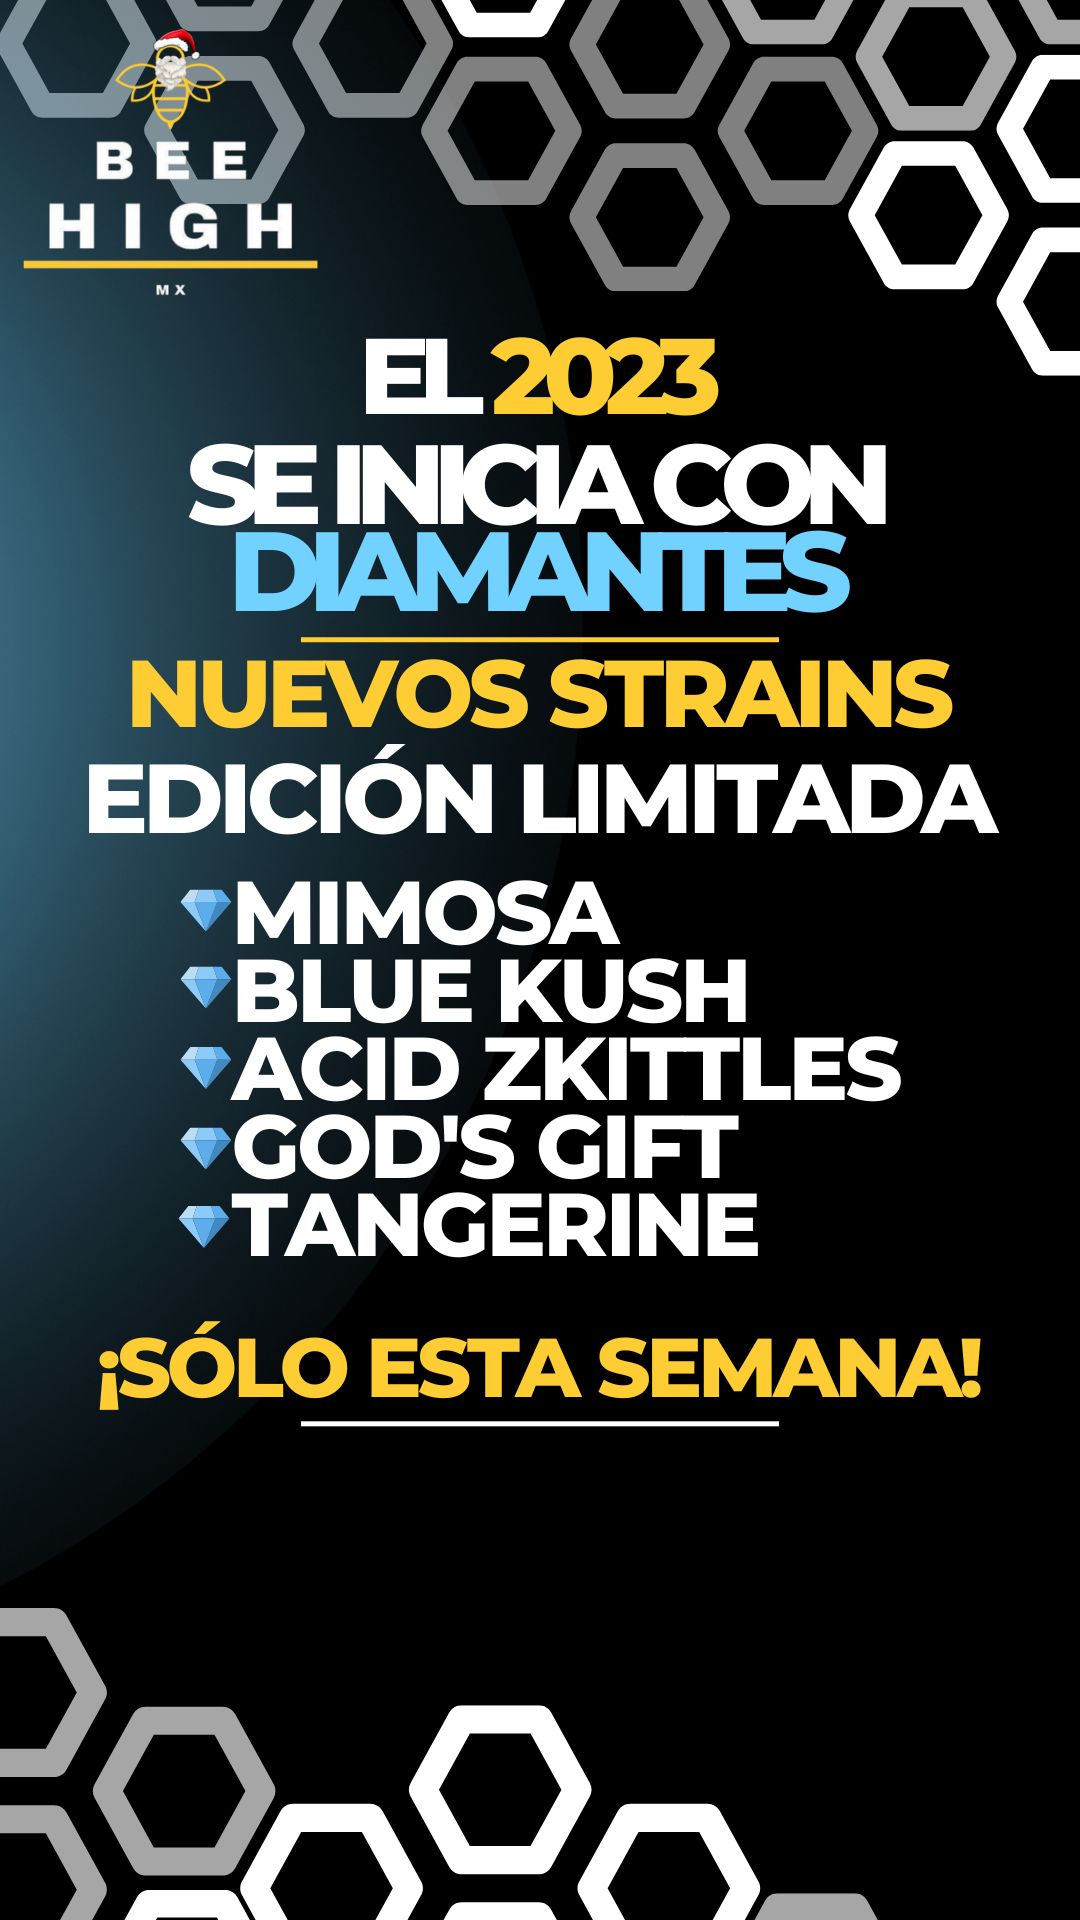 BEE
HIGH
MX
EL 2023
SE INICIA CON
DIAMANTES
NUEVOS STRAINS
EDICIÓN LIMITADA
💎MIMOSA
💎BLUE KUSH
💎ACID ZKITTLES
💎GOD'S GIFT
💎TANGERINE
¡SÓLO ESTA SEMANA!